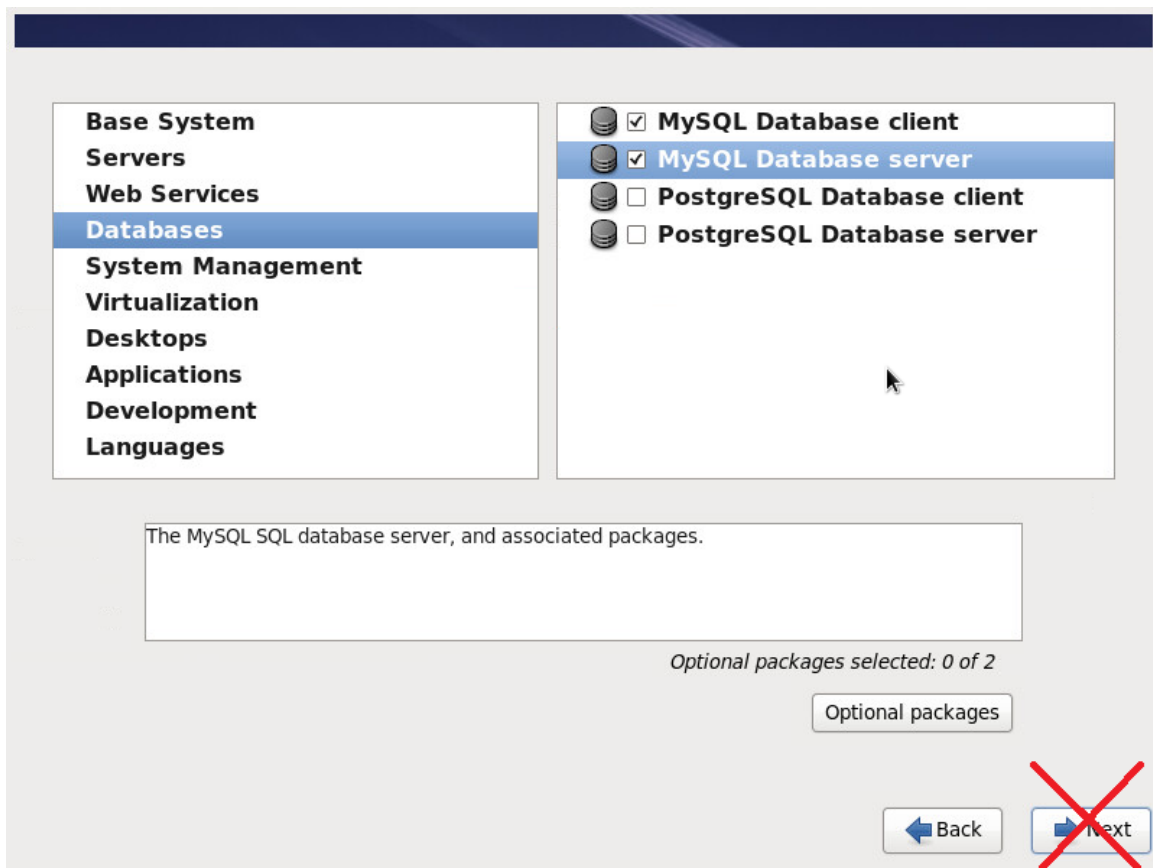 Base System
Servers
Web Services
Databases
System Management
Virtualization
Desktops
Applications
Development
Languages
MySQL Database client
MySQL Database server
PostgreSQL Database client
PostgreSQL Database server
The MySQL SQL database server, and associated packages.
Optional packages selected: 0 of 2
Optional packages
Back
Next